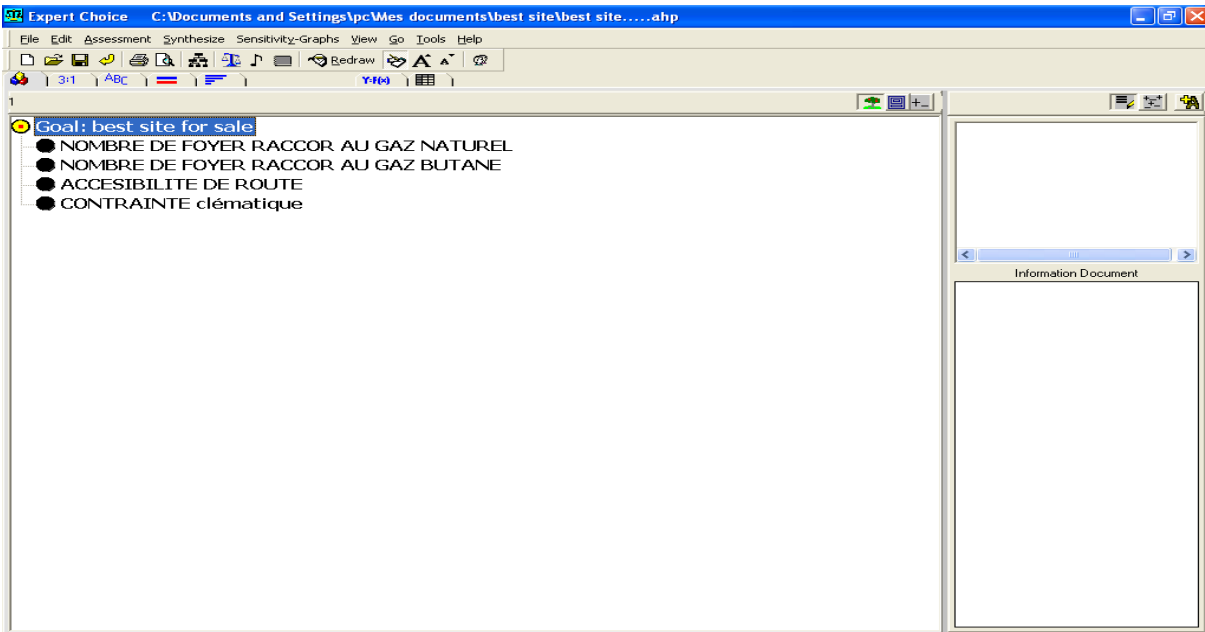 Expert Choice C:\Documents and Settings\pc\Mes documents\best site\best site.....ahp
File Edit Assessment Synthesize Sensitivity-Graphs View Go Tools Help
Redraw A A
3:1 ABC Y=F(x)
1
Goal: best site for sale
NOMBRE DE FOYER RACCOR AU GAZ NATUREL
NOMBRE DE FOYER RACCOR AU GAZ BUTANE
ACCESIBILITE DE ROUTE
CONTRAINTE clématique
Information Document